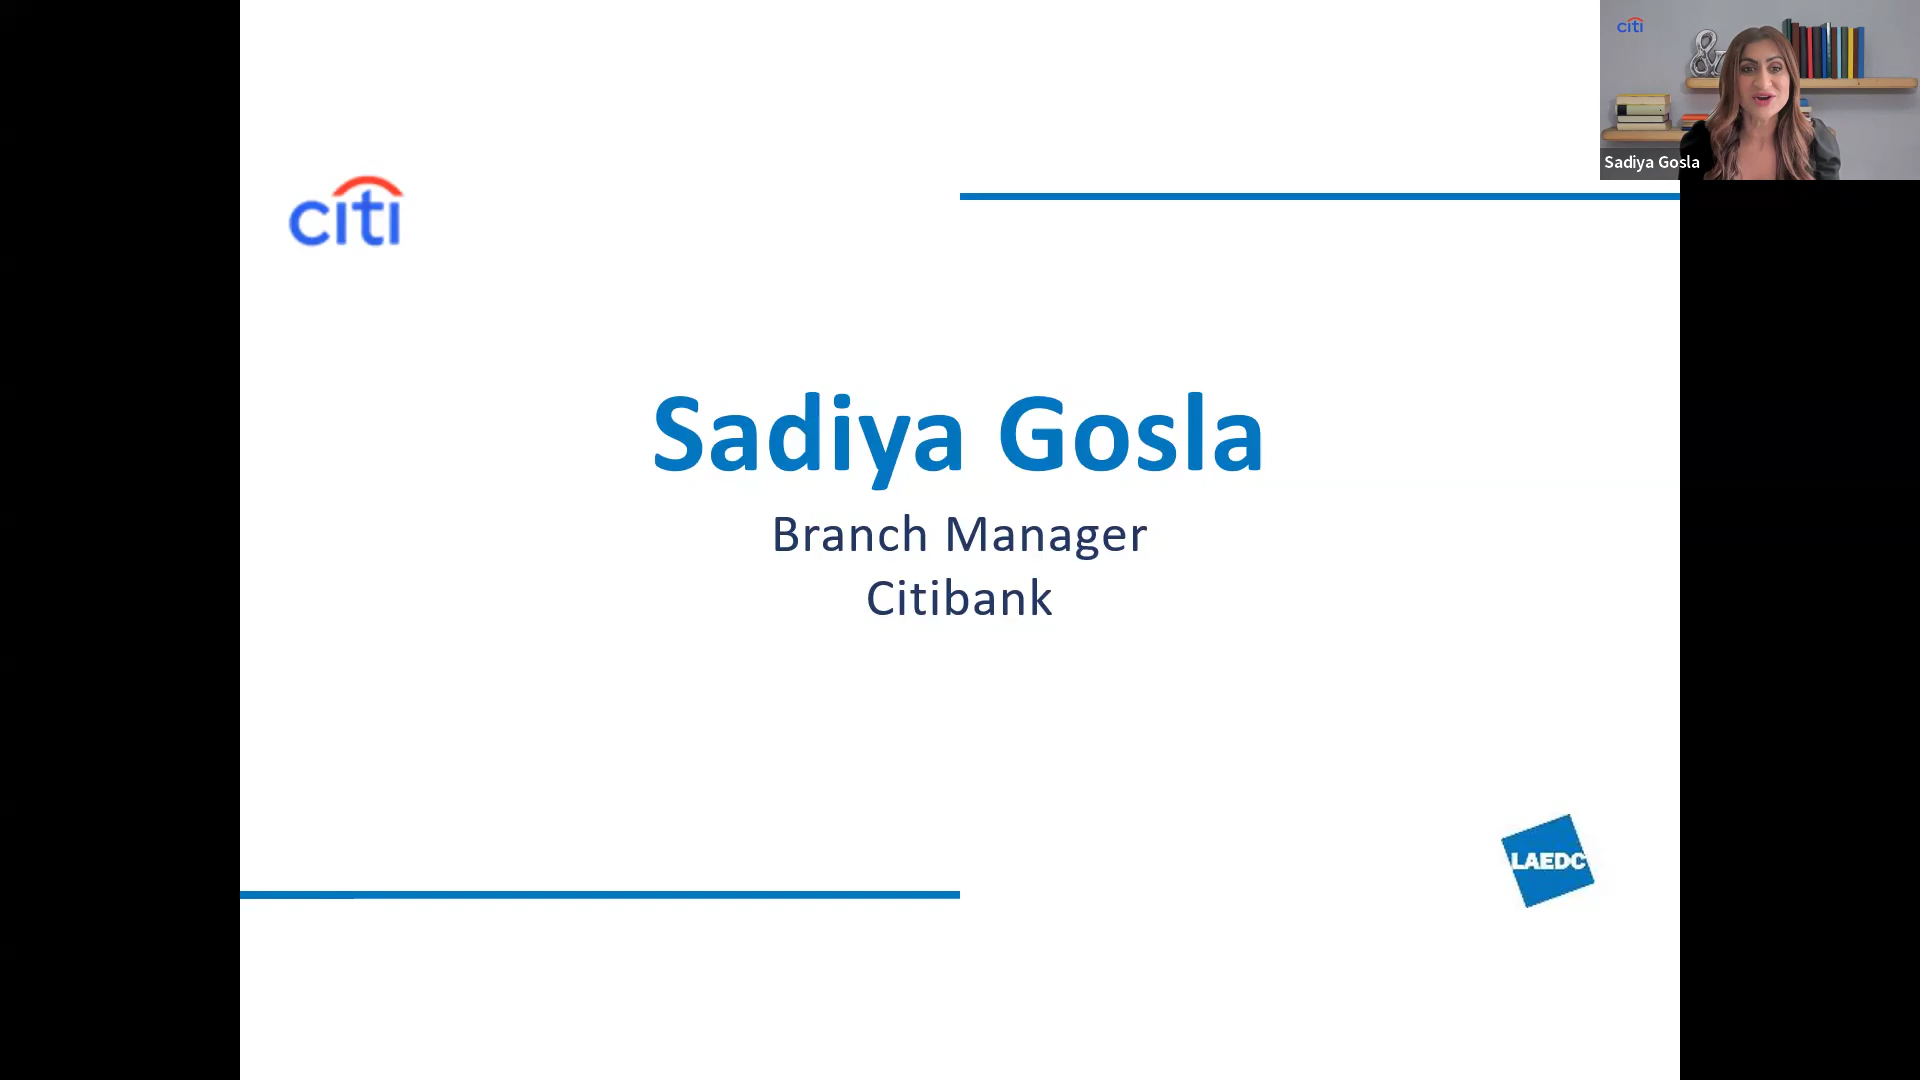 citi
Sadiya Gosla
citi
Sadiya Gosla
Branch Manager
Citibank
LAEDC